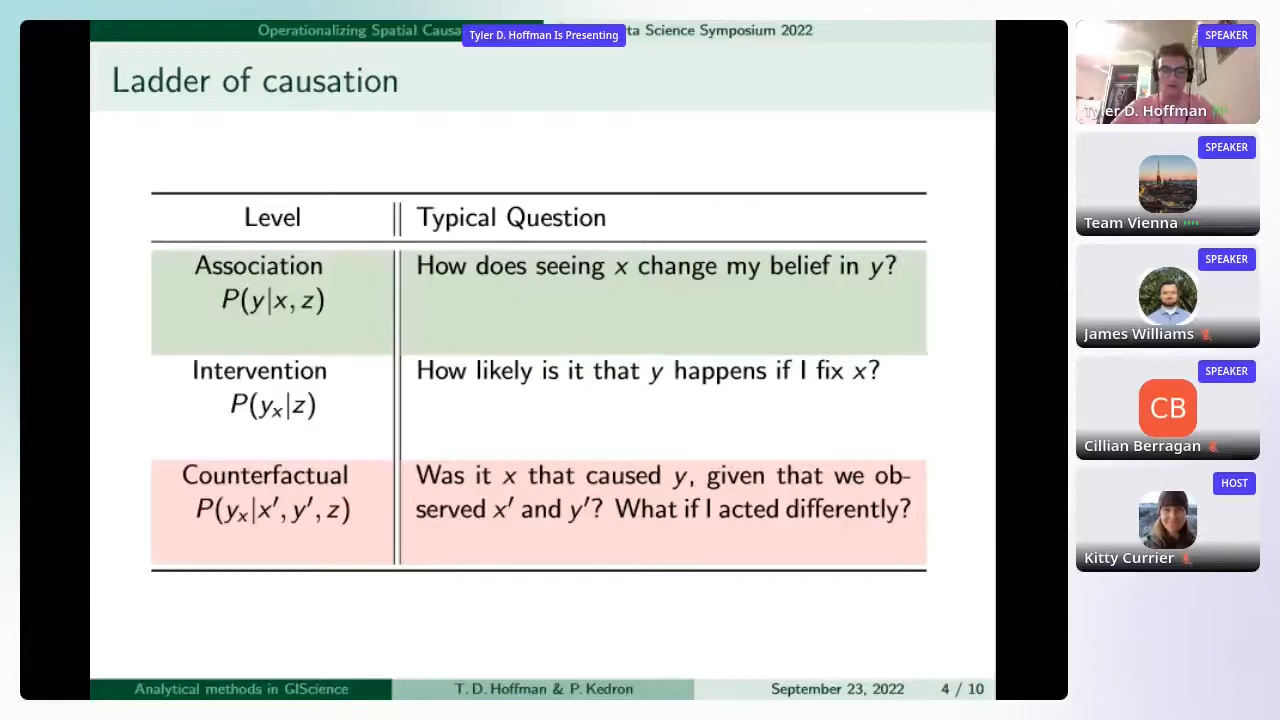 Operationalizing Spatial Causa
Tyler D. Hoffman Is Presenting
ta Science Symposium 2022
Ladder of causation
Level
Typical Question
Association
How does seeing x change my belief in y?
P(y|x, z)
Intervention
How likely is it that y happens if I fix x?
P(yₓ|z)
Counterfactual
Was it x that caused y, given that we ob-
P(yₓ|x′, y′, z)
served x′ and y′? What if I acted differently?
Analytical methods in GIScience
T. D. Hoffman & P. Kedron
September 23, 2022
4 / 10
SPEAKER
Tyler D. Hoffman
SPEAKER
Team Vienna
SPEAKER
James Williams
SPEAKER
CB
Cillian Berragan
HOST
Kitty Currier